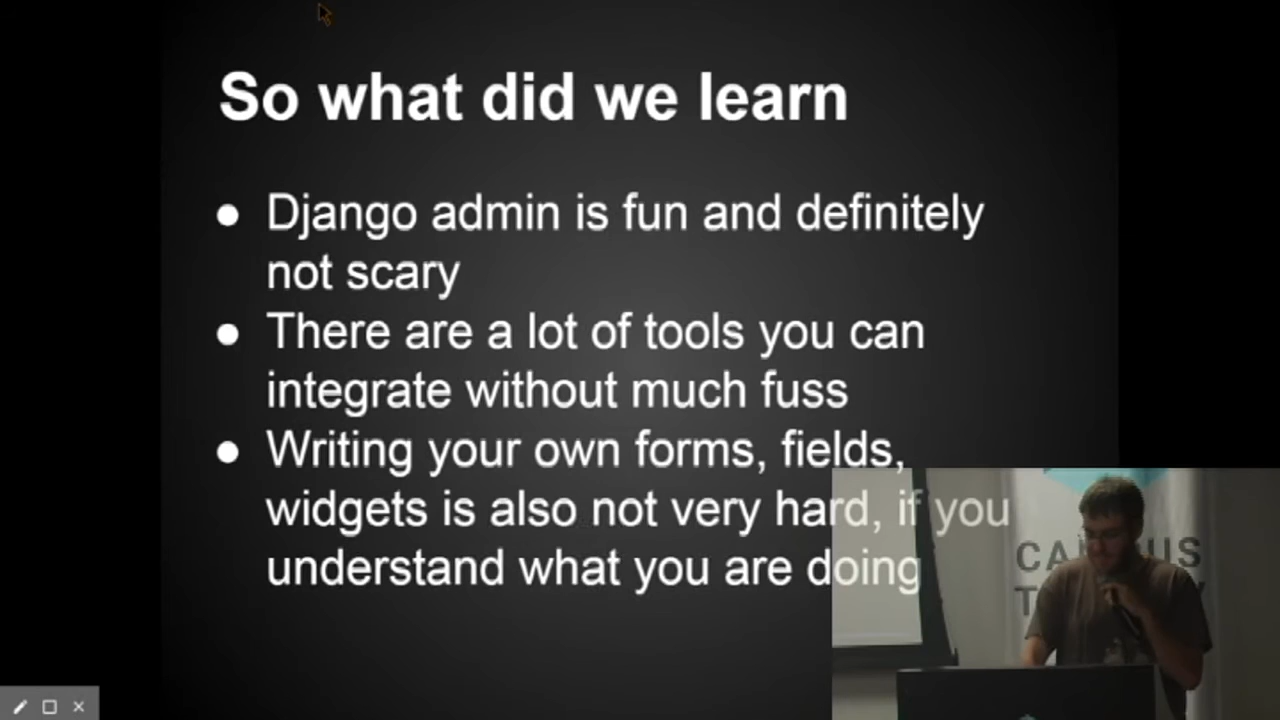 So what did we learn
● Django admin is fun and definitely
not scary
● There are a lot of tools you can
integrate without much fuss
● Writing your own forms, fields,
widgets is also not very hard, if you
understand what you are doing